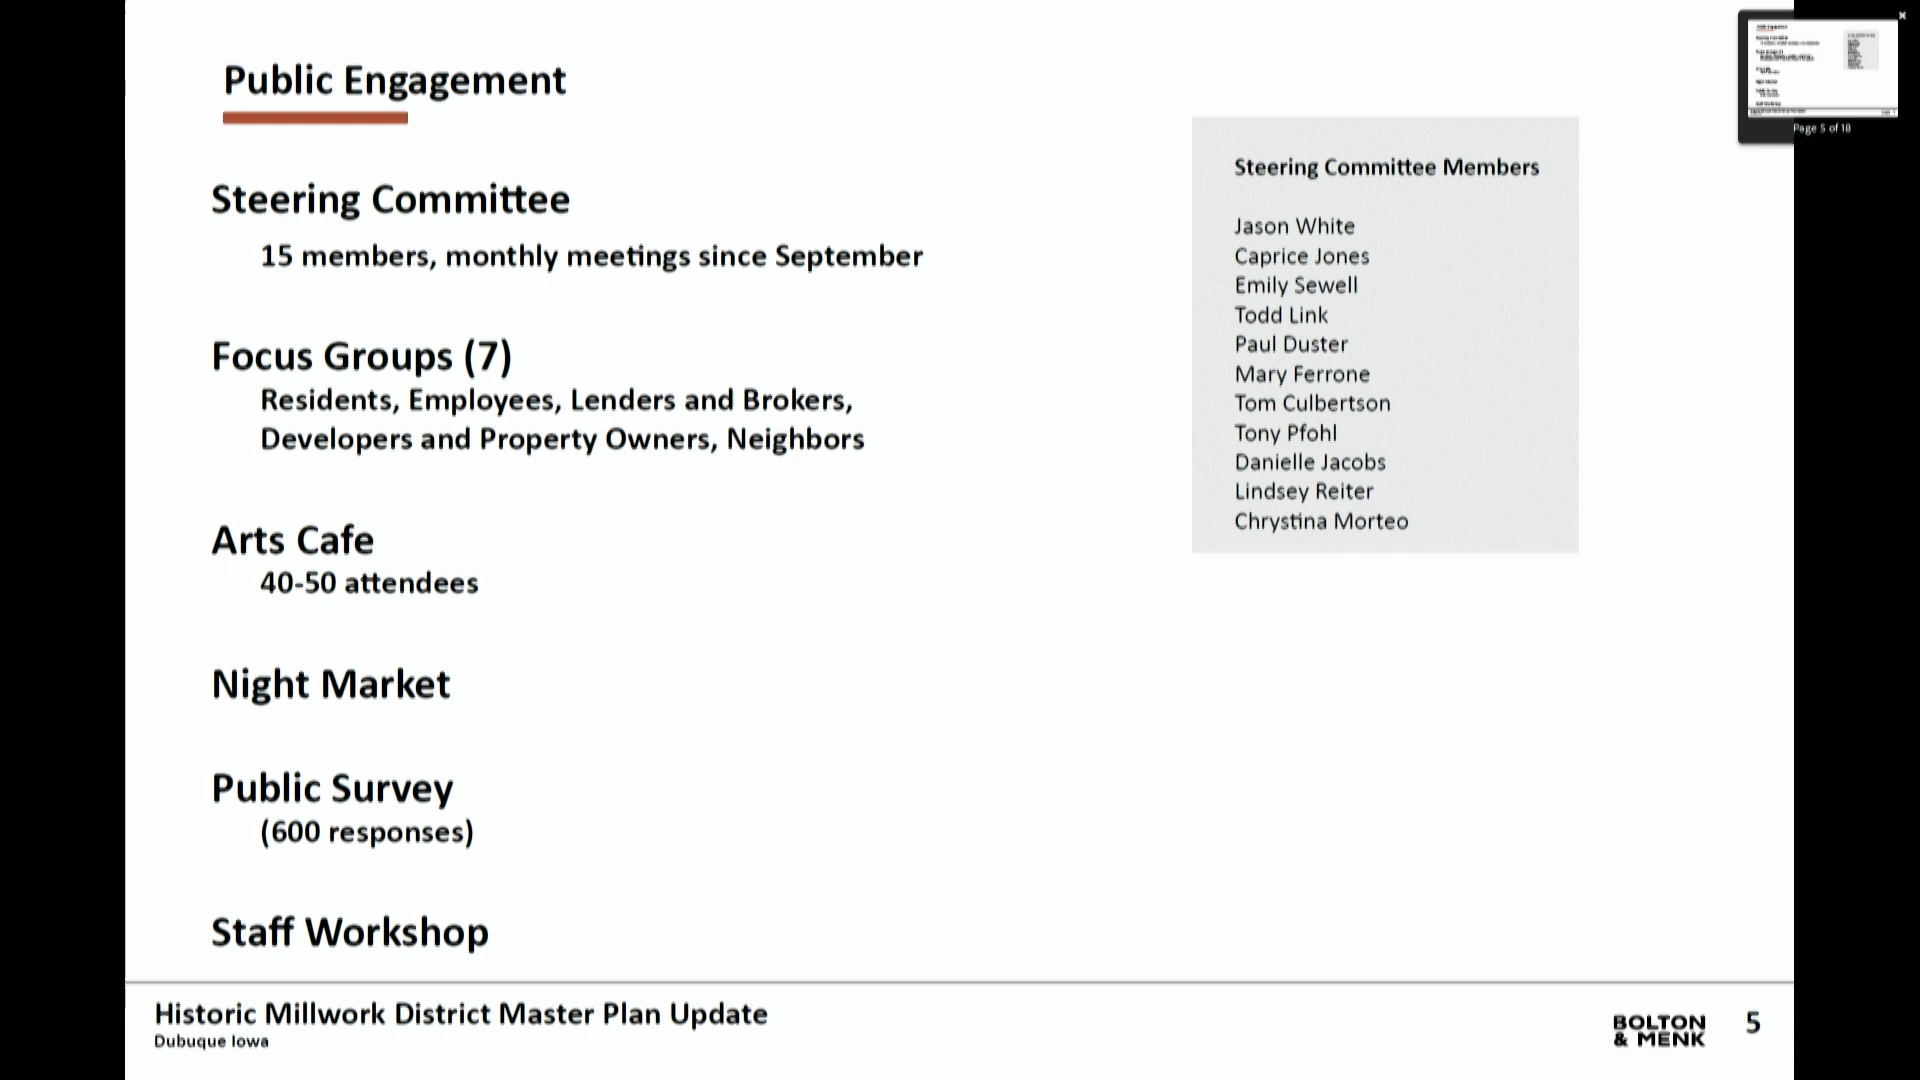 Public Engagement
Steering Committee
15 members, monthly meetings since September
Focus Groups (7)
Residents, Employees, Lenders and Brokers,
Developers and Property Owners, Neighbors
Arts Cafe
40-50 attendees
Night Market
Public Survey
(600 responses)
Staff Workshop
Steering Committee Members
Jason White
Caprice Jones
Emily Sewell
Todd Link
Paul Duster
Mary Ferrone
Tom Culbertson
Tony Pfohl
Danielle Jacobs
Lindsey Reiter
Chrystina Morteo
Page 5 of 18
Historic Millwork District Master Plan Update
Dubuque Iowa
BOLTON
& MENK
5